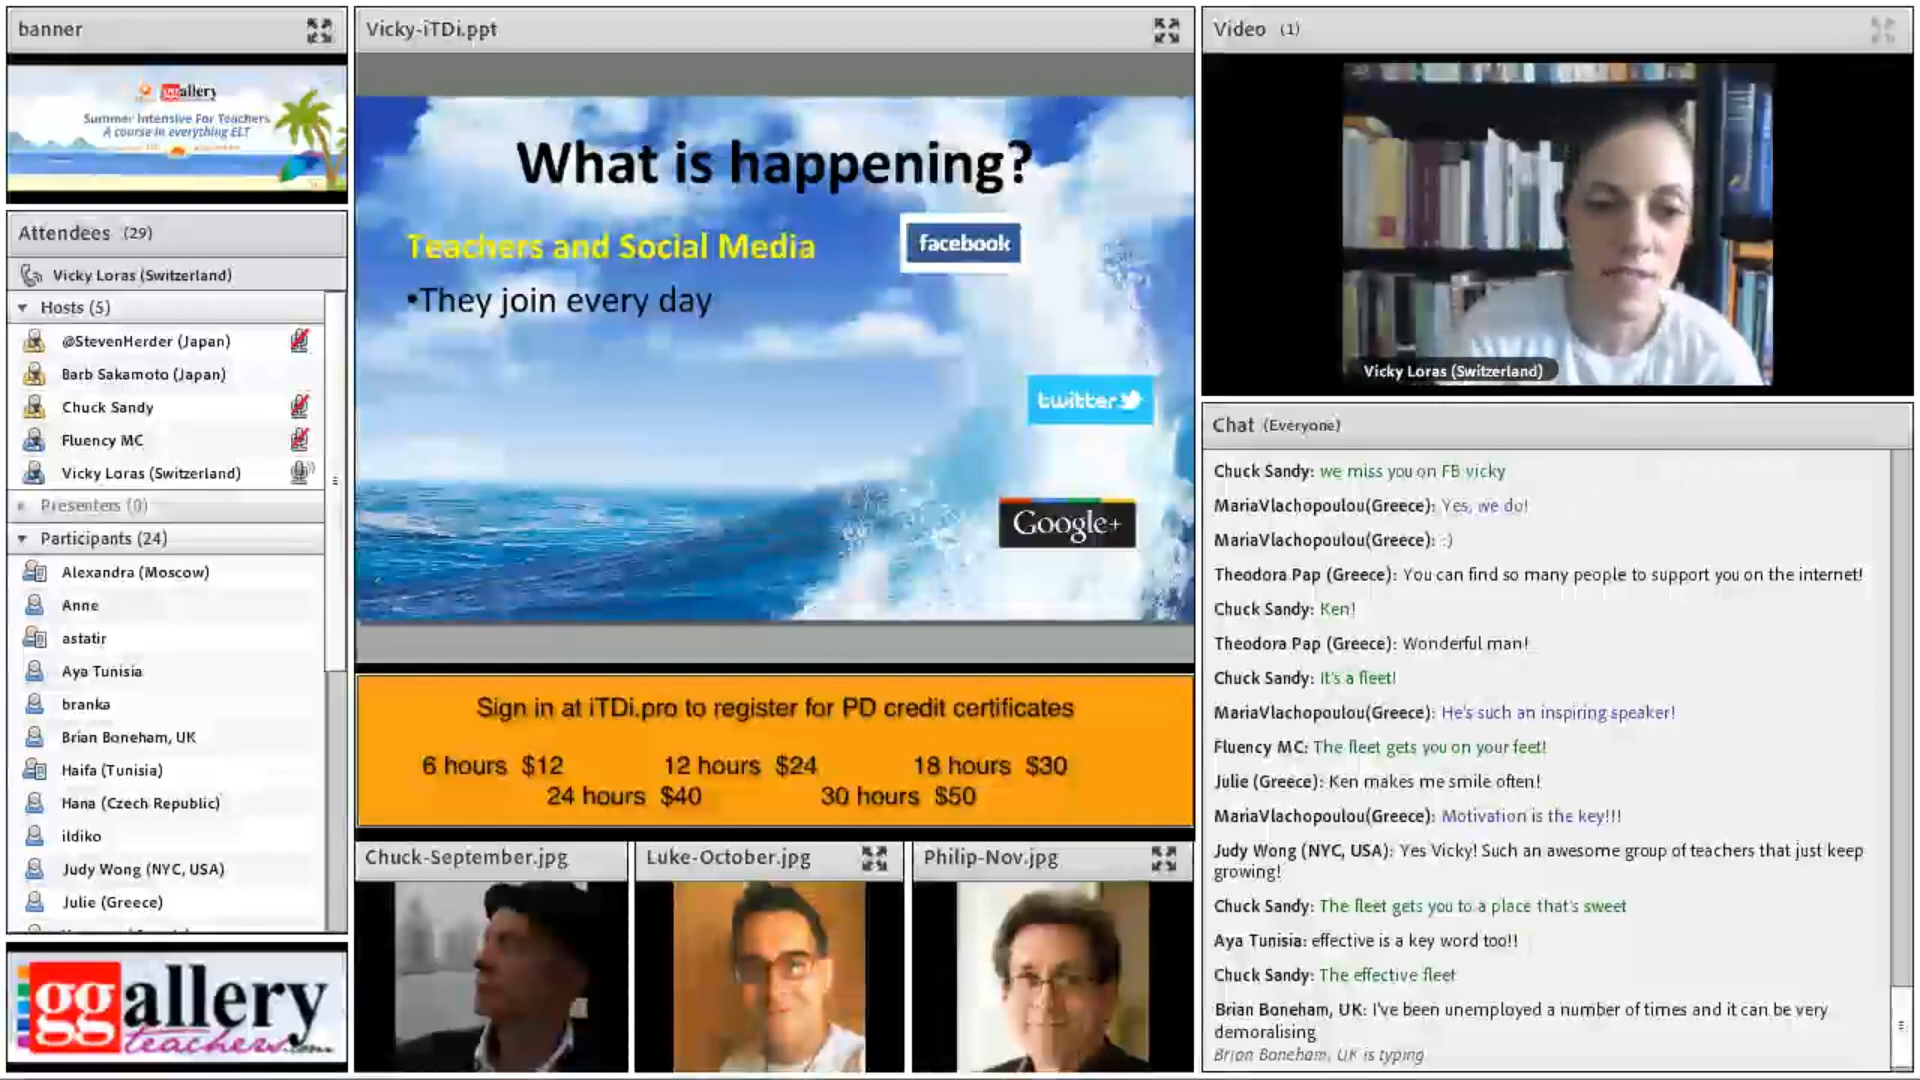 banner
ggallery
Summer Intensive For Teachers
A course in everything ELT
Attendees (29)
Vicky Loras (Switzerland)
Hosts (5)
@StevenHerder (Japan)
Barb Sakamoto (Japan)
Chuck Sandy
Fluency MC
Vicky Loras (Switzerland)
Presenters (0)
Participants (24)
Alexandra (Moscow)
Anne
astatir
Aya Tunisia
branka
Brian Boneham, UK
Haifa (Tunisia)
Hana (Czech Republic)
ildiko
Judy Wong (NYC, USA)
Julie (Greece)
ggallery
teachers.com
Vicky-iTDi.ppt
What is happening?
Teachers and Social Media
facebook
•They join every day
twitter
Google+
Sign in at iTDi.pro to register for PD credit certificates
6 hours $12 12 hours $24 18 hours $30
24 hours $40 30 hours $50
Chuck-September.jpg
Luke-October.jpg
Philip-Nov.jpg
Video (1)
Vicky Loras (Switzerland)
Chat (Everyone)
Chuck Sandy: we miss you on FB vicky
MariaVlachopoulou(Greece): Yes, we do!
MariaVlachopoulou(Greece): :)
Theodora Pap (Greece): You can find so many people to support you on the internet!
Chuck Sandy: Ken!
Theodora Pap (Greece): Wonderful man!
Chuck Sandy: It's a fleet!
MariaVlachopoulou(Greece): He's such an inspiring speaker!
Fluency MC: The fleet gets you on your feet!
Julie (Greece): Ken makes me smile often!
MariaVlachopoulou(Greece): Motivation is the key!!!
Judy Wong (NYC, USA): Yes Vicky! Such an awesome group of teachers that just keep
growing!
Chuck Sandy: The fleet gets you to a place that's sweet
Aya Tunisia: effective is a key word too!!
Chuck Sandy: The effective fleet
Brian Boneham, UK: I've been unemployed a number of times and it can be very
demoralising
Brian Boneham, UK is typing